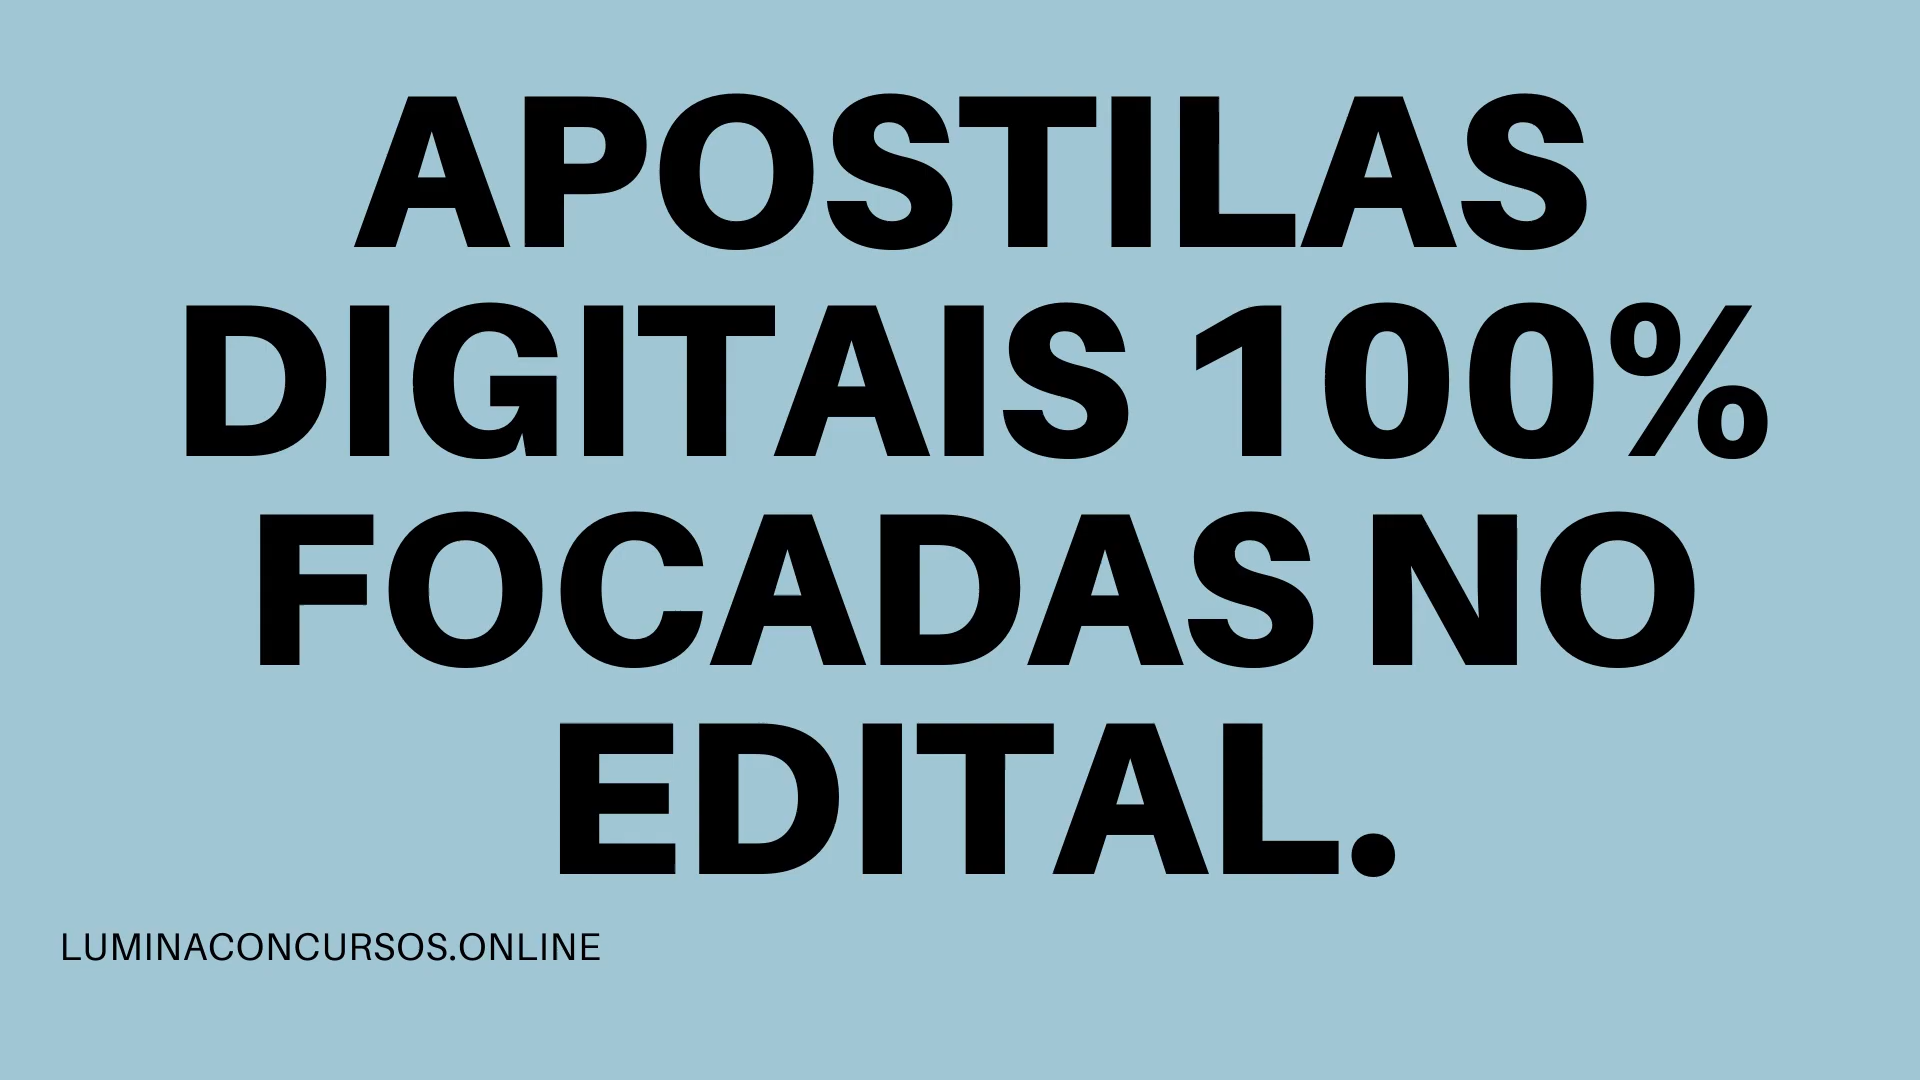 APOSTILAS
DIGITAIS 100%
FOCADAS NO
EDITAL.
LUMINACONCURSOS.ONLINE